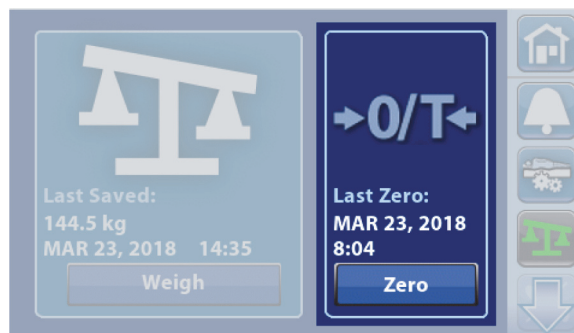 Last Saved:
144.5 kg
MAR 23, 2018 14:35
Weigh
→0/T←
Last Zero:
MAR 23, 2018
8:04
Zero